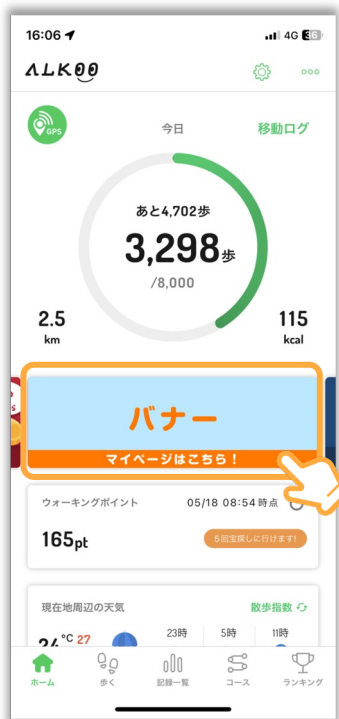 16:06
4G 36
ALKOO
GPS
今日
移動ログ
あと4,702歩
3,298歩
/8,000
2.5
km
115
kcal
バナー
マイページはこちら！
ウォーキングポイント
05/18 08:54時点
165pt
5回宝探しに行けます!
現在地周辺の天気
散歩指数
°C 27
23時
5時
11時
ホーム
歩く
記録一覧
コース
ランキング